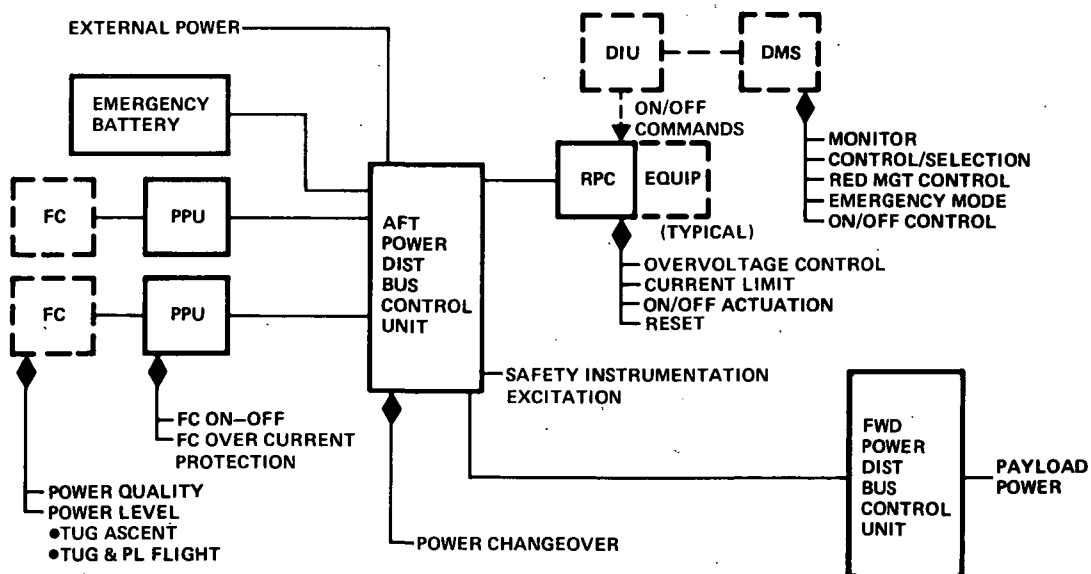 EXTERNAL POWER
EMERGENCY
BATTERY
FC
PPU
FC
PPU
FC ON–OFF
FC OVER CURRENT
PROTECTION
POWER QUALITY
POWER LEVEL
●TUG ASCENT
●TUG & PL FLIGHT
AFT
POWER
DIST
BUS
CONTROL
UNIT
POWER CHANGEOVER
DIU
DMS
ON/OFF
COMMANDS
RPC
EQUIP
(TYPICAL)
MONITOR
CONTROL/SELECTION
RED MGT CONTROL
EMERGENCY MODE
ON/OFF CONTROL
OVERVOLTAGE CONTROL
CURRENT LIMIT
ON/OFF ACTUATION
RESET
SAFETY INSTRUMENTATION
EXCITATION
FWD
POWER
DIST
BUS
CONTROL
UNIT
PAYLOAD
POWER